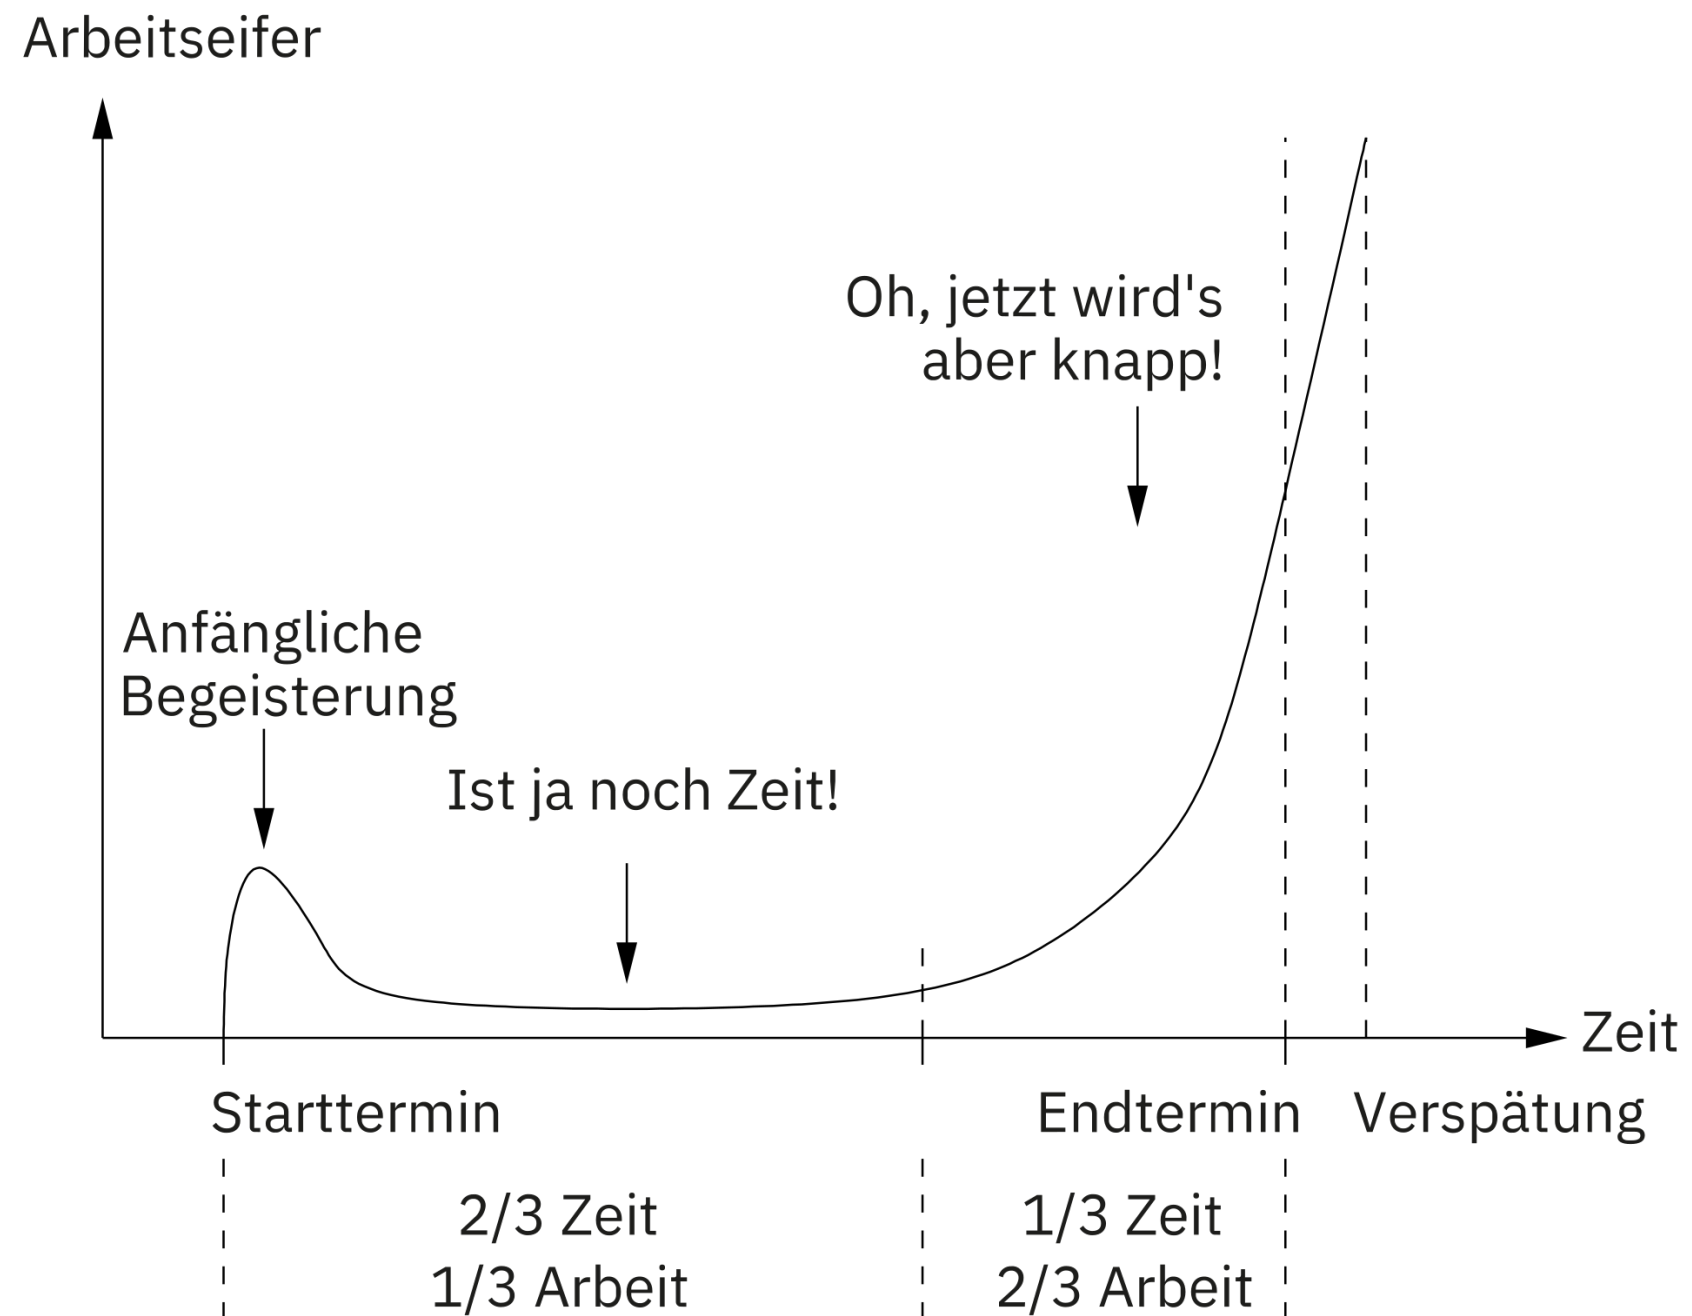 Arbeitseifer
Oh, jetzt wird's
aber knapp!
Anfängliche
Begeisterung
Ist ja noch Zeit!
Zeit
Starttermin
Endtermin
Verspätung
2/3 Zeit
1/3 Arbeit
1/3 Zeit
2/3 Arbeit